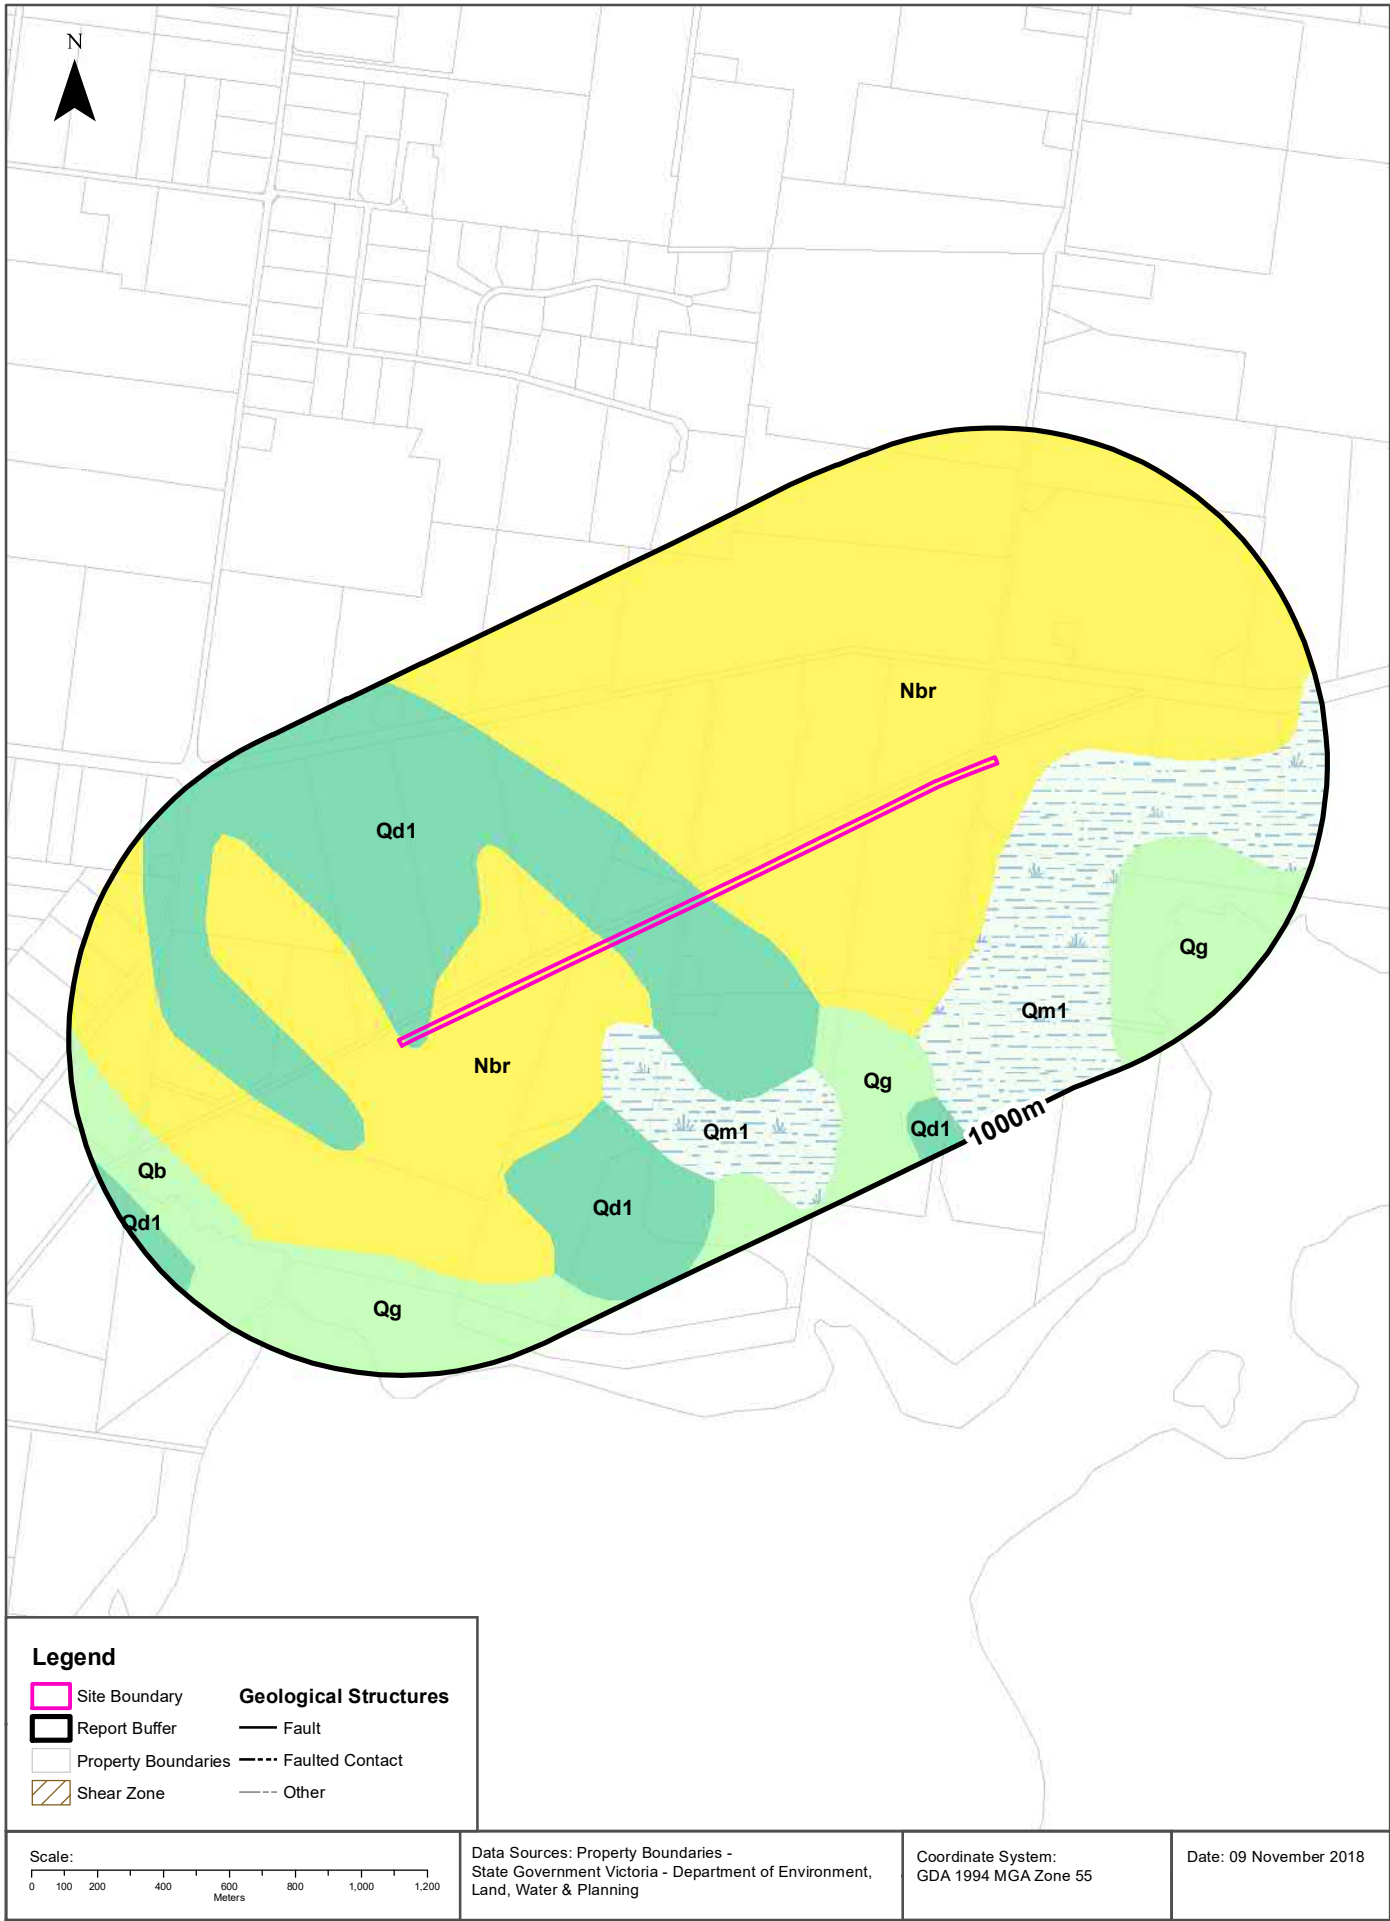 N
Nbr
Qd1
Qg
Qm1
Nbr
Qg
Qd1
1000m
Qm1
Qb
Qd1
Qd1
Qg
Legend
Site Boundary
Report Buffer
Property Boundaries
Shear Zone
Geological Structures
Fault
Faulted Contact
Other
Scale:
0 100 200 400 600 800 1,000 1,200
Meters
Data Sources: Property Boundaries -
State Government Victoria - Department of Environment,
Land, Water & Planning
Coordinate System:
GDA 1994 MGA Zone 55
Date: 09 November 2018